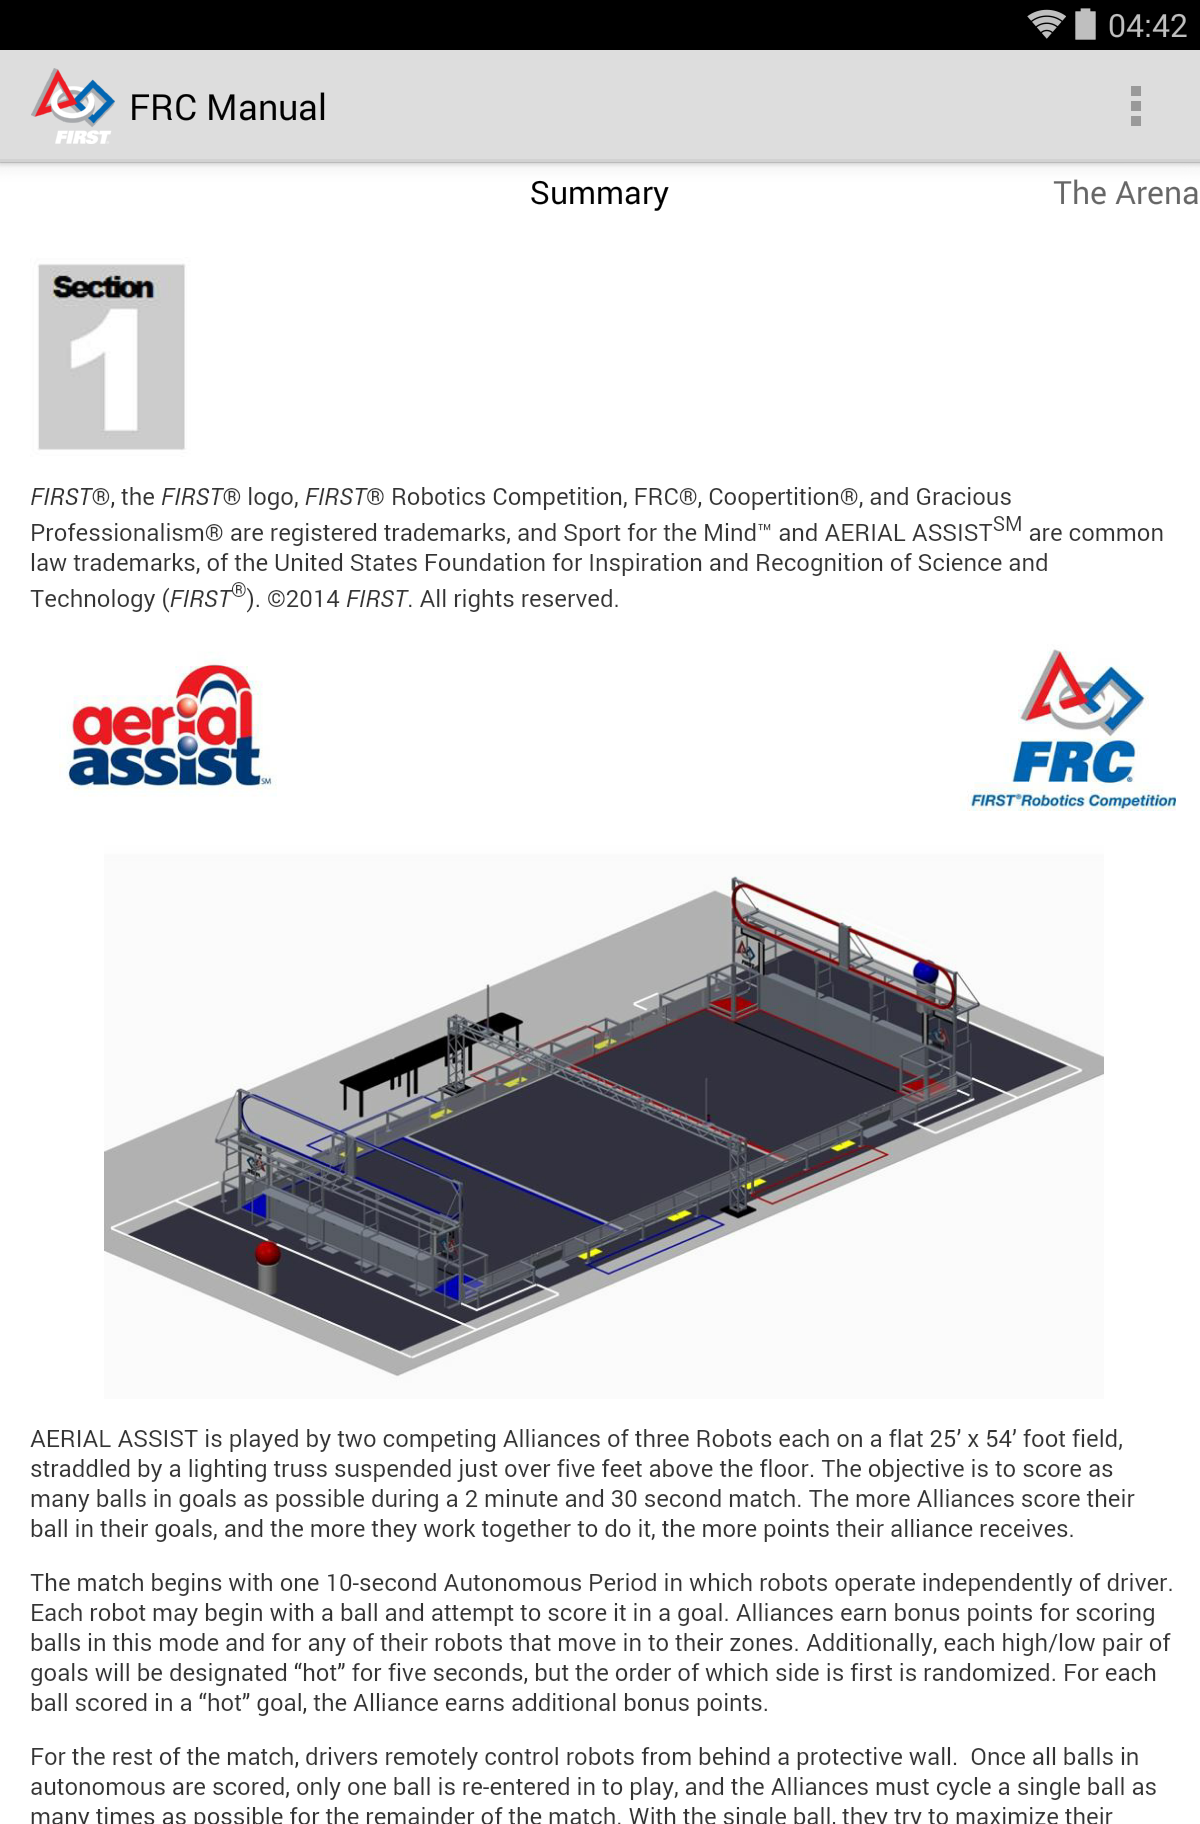 04:42
FIRST
FRC Manual
Summary
The Arena
Section
1
FIRST®, the FIRST® logo, FIRST® Robotics Competition, FRC®, Coopertition®, and Gracious
Professionalism® are registered trademarks, and Sport for the Mind™ and AERIAL ASSISTSM are common
law trademarks, of the United States Foundation for Inspiration and Recognition of Science and
Technology (FIRST®). ©2014 FIRST. All rights reserved.
aerial
assist SM
FRC®
FIRST® Robotics Competition
AERIAL ASSIST is played by two competing Alliances of three Robots each on a flat 25’ x 54’ foot field,
straddled by a lighting truss suspended just over five feet above the floor. The objective is to score as
many balls in goals as possible during a 2 minute and 30 second match. The more Alliances score their
ball in their goals, and the more they work together to do it, the more points their alliance receives.
The match begins with one 10-second Autonomous Period in which robots operate independently of driver.
Each robot may begin with a ball and attempt to score it in a goal. Alliances earn bonus points for scoring
balls in this mode and for any of their robots that move in to their zones. Additionally, each high/low pair of
goals will be designated “hot” for five seconds, but the order of which side is first is randomized. For each
ball scored in a “hot” goal, the Alliance earns additional bonus points.
For the rest of the match, drivers remotely control robots from behind a protective wall.  Once all balls in
autonomous are scored, only one ball is re-entered in to play, and the Alliances must cycle a single ball as
many times as possible for the remainder of the match. With the single ball, they try to maximize their